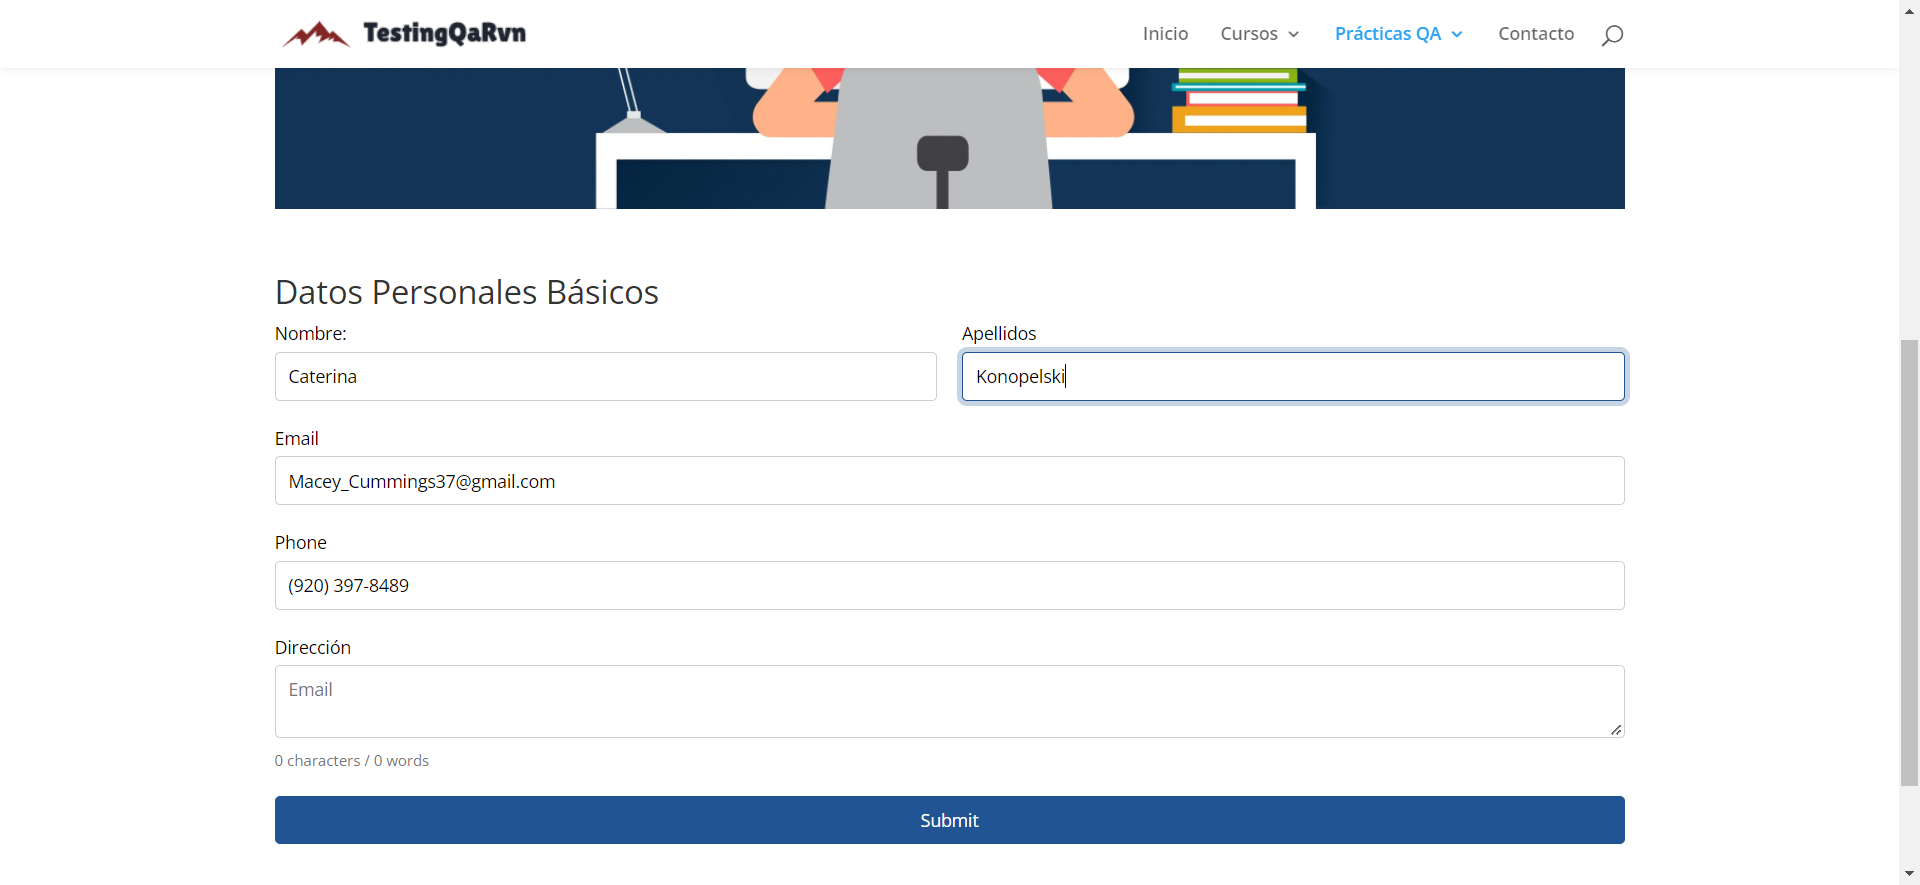 TestingQaRvn
Inicio Cursos Prácticas QA Contacto
Datos Personales Básicos
Nombre: Apellidos
Caterina Konopelski
Email
Macey_Cummings37@gmail.com
Phone
(920) 397-8489
Dirección
Email
0 characters / 0 words
Submit